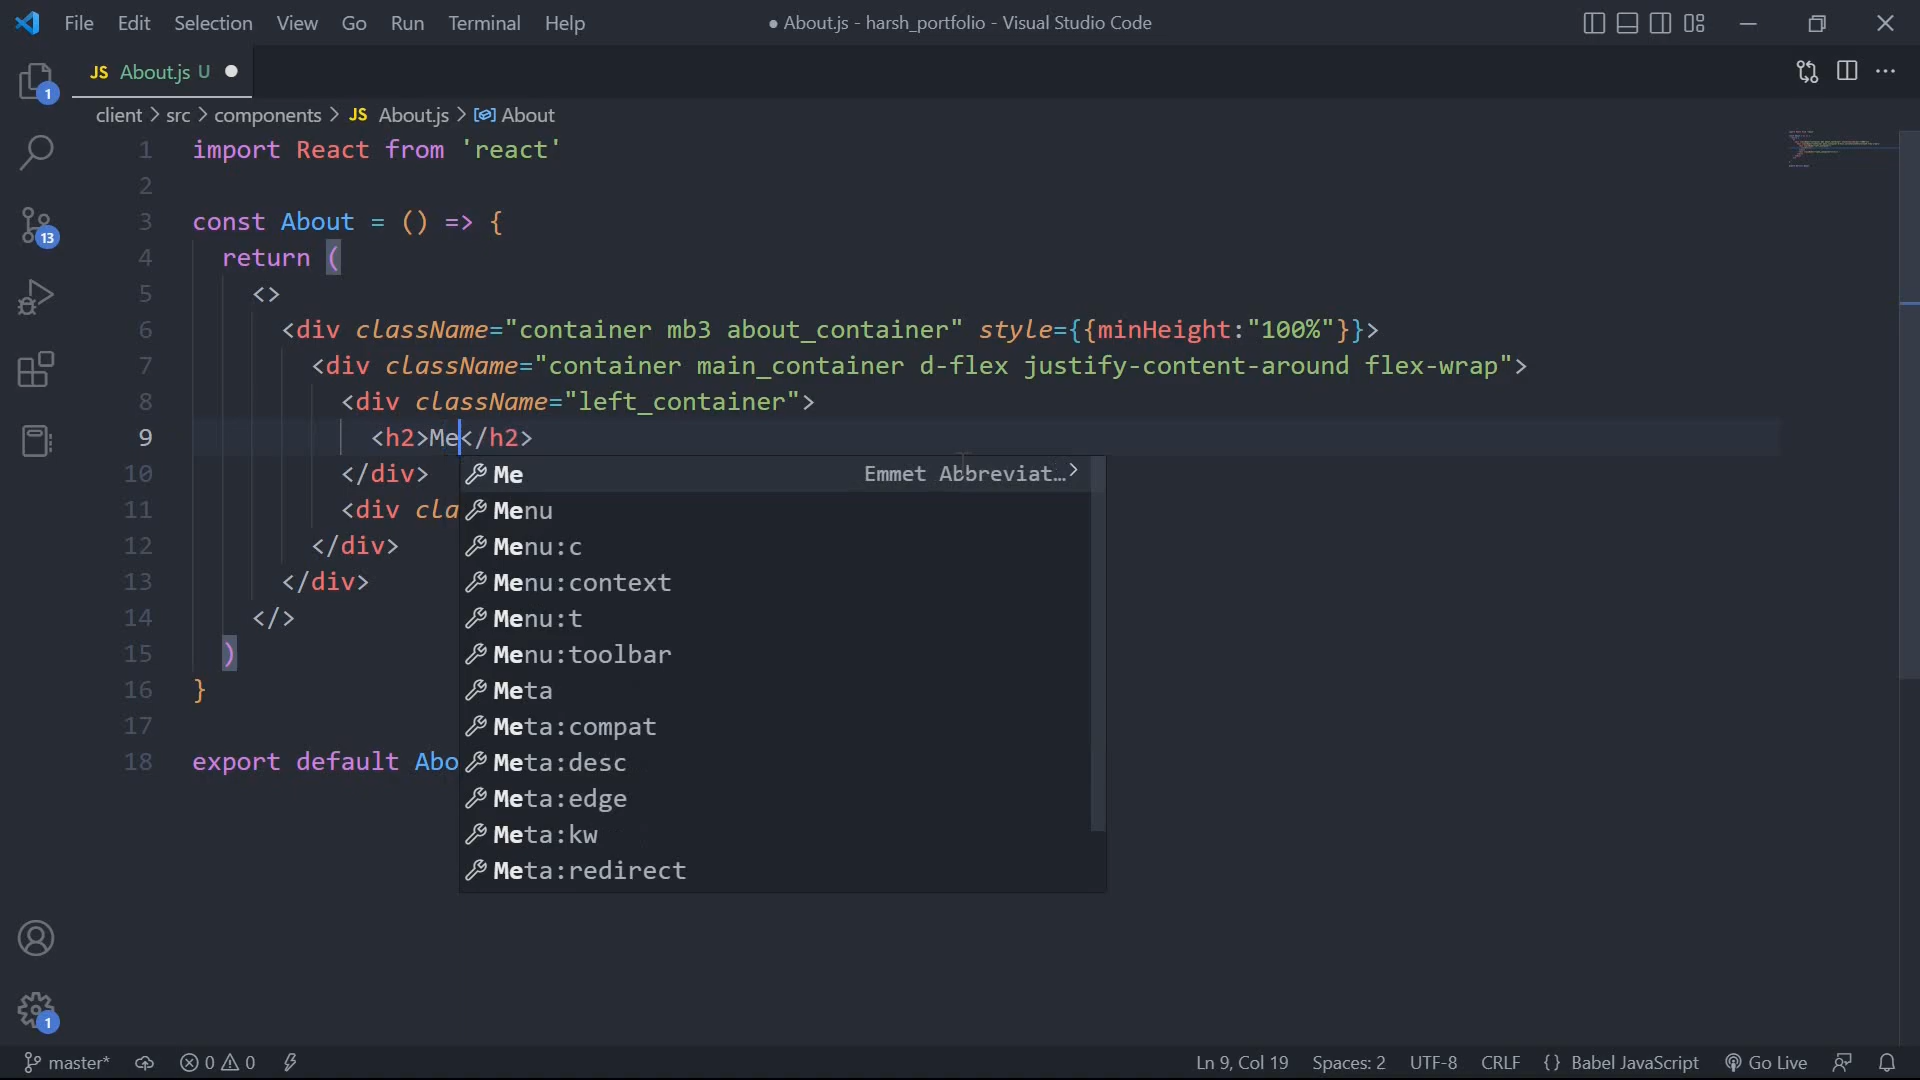 File Edit Selection View Go Run Terminal Help ● About.js - harsh_portfolio - Visual Studio Code
JS About.js U
client > src > components > JS About.js > About
1 import React from 'react'
2
3 const About = () => {
4 return (
5 <>
6 <div className="container mb3 about_container" style={{minHeight:"100%"}}>
7 <div className="container main_container d-flex justify-content-around flex-wrap">
8 <div className="left_container">
9 <h2>Me</h2>
10 </div>
11 <div cla
12 </div>
13 </div>
14 </>
15 )
16 }
17
18 export default Abo
Me Emmet Abbreviat…>
Menu
Menu:c
Menu:context
Menu:t
Menu:toolbar
Meta
Meta:compat
Meta:desc
Meta:edge
Meta:kw
Meta:redirect
1
13
1
master* 0 0 Ln 9, Col 19 Spaces: 2 UTF-8 CRLF {} Babel JavaScript Go Live